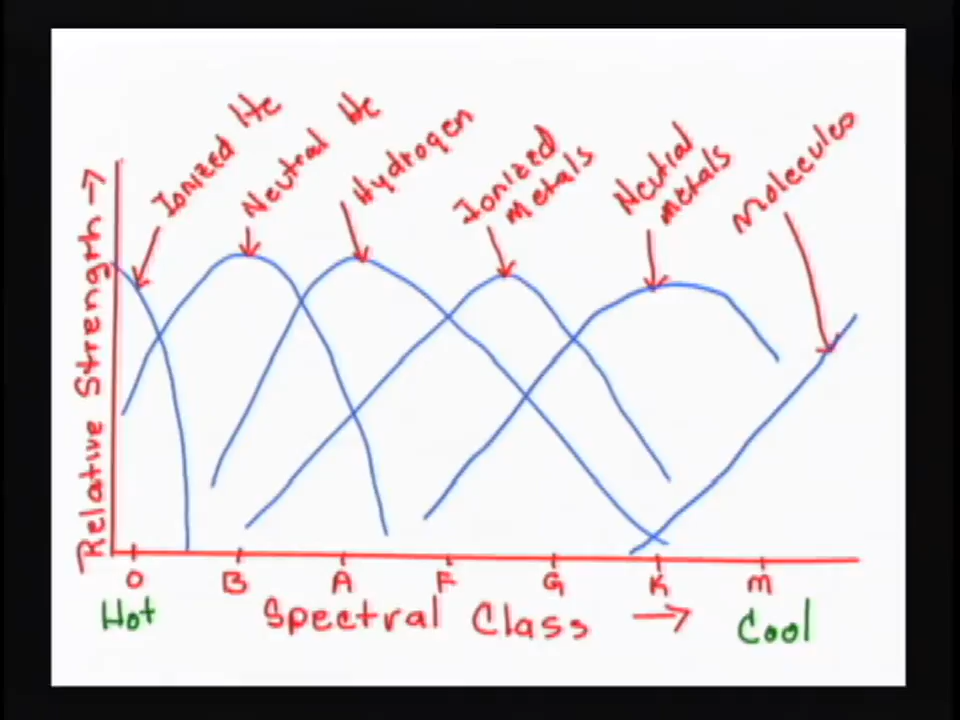 Ionized He
Neutral He
Hydrogen
Ionized
metals
Neutral
metals
Molecules
Relative Strength →
O B A F G K M
Hot Spectral Class → Cool